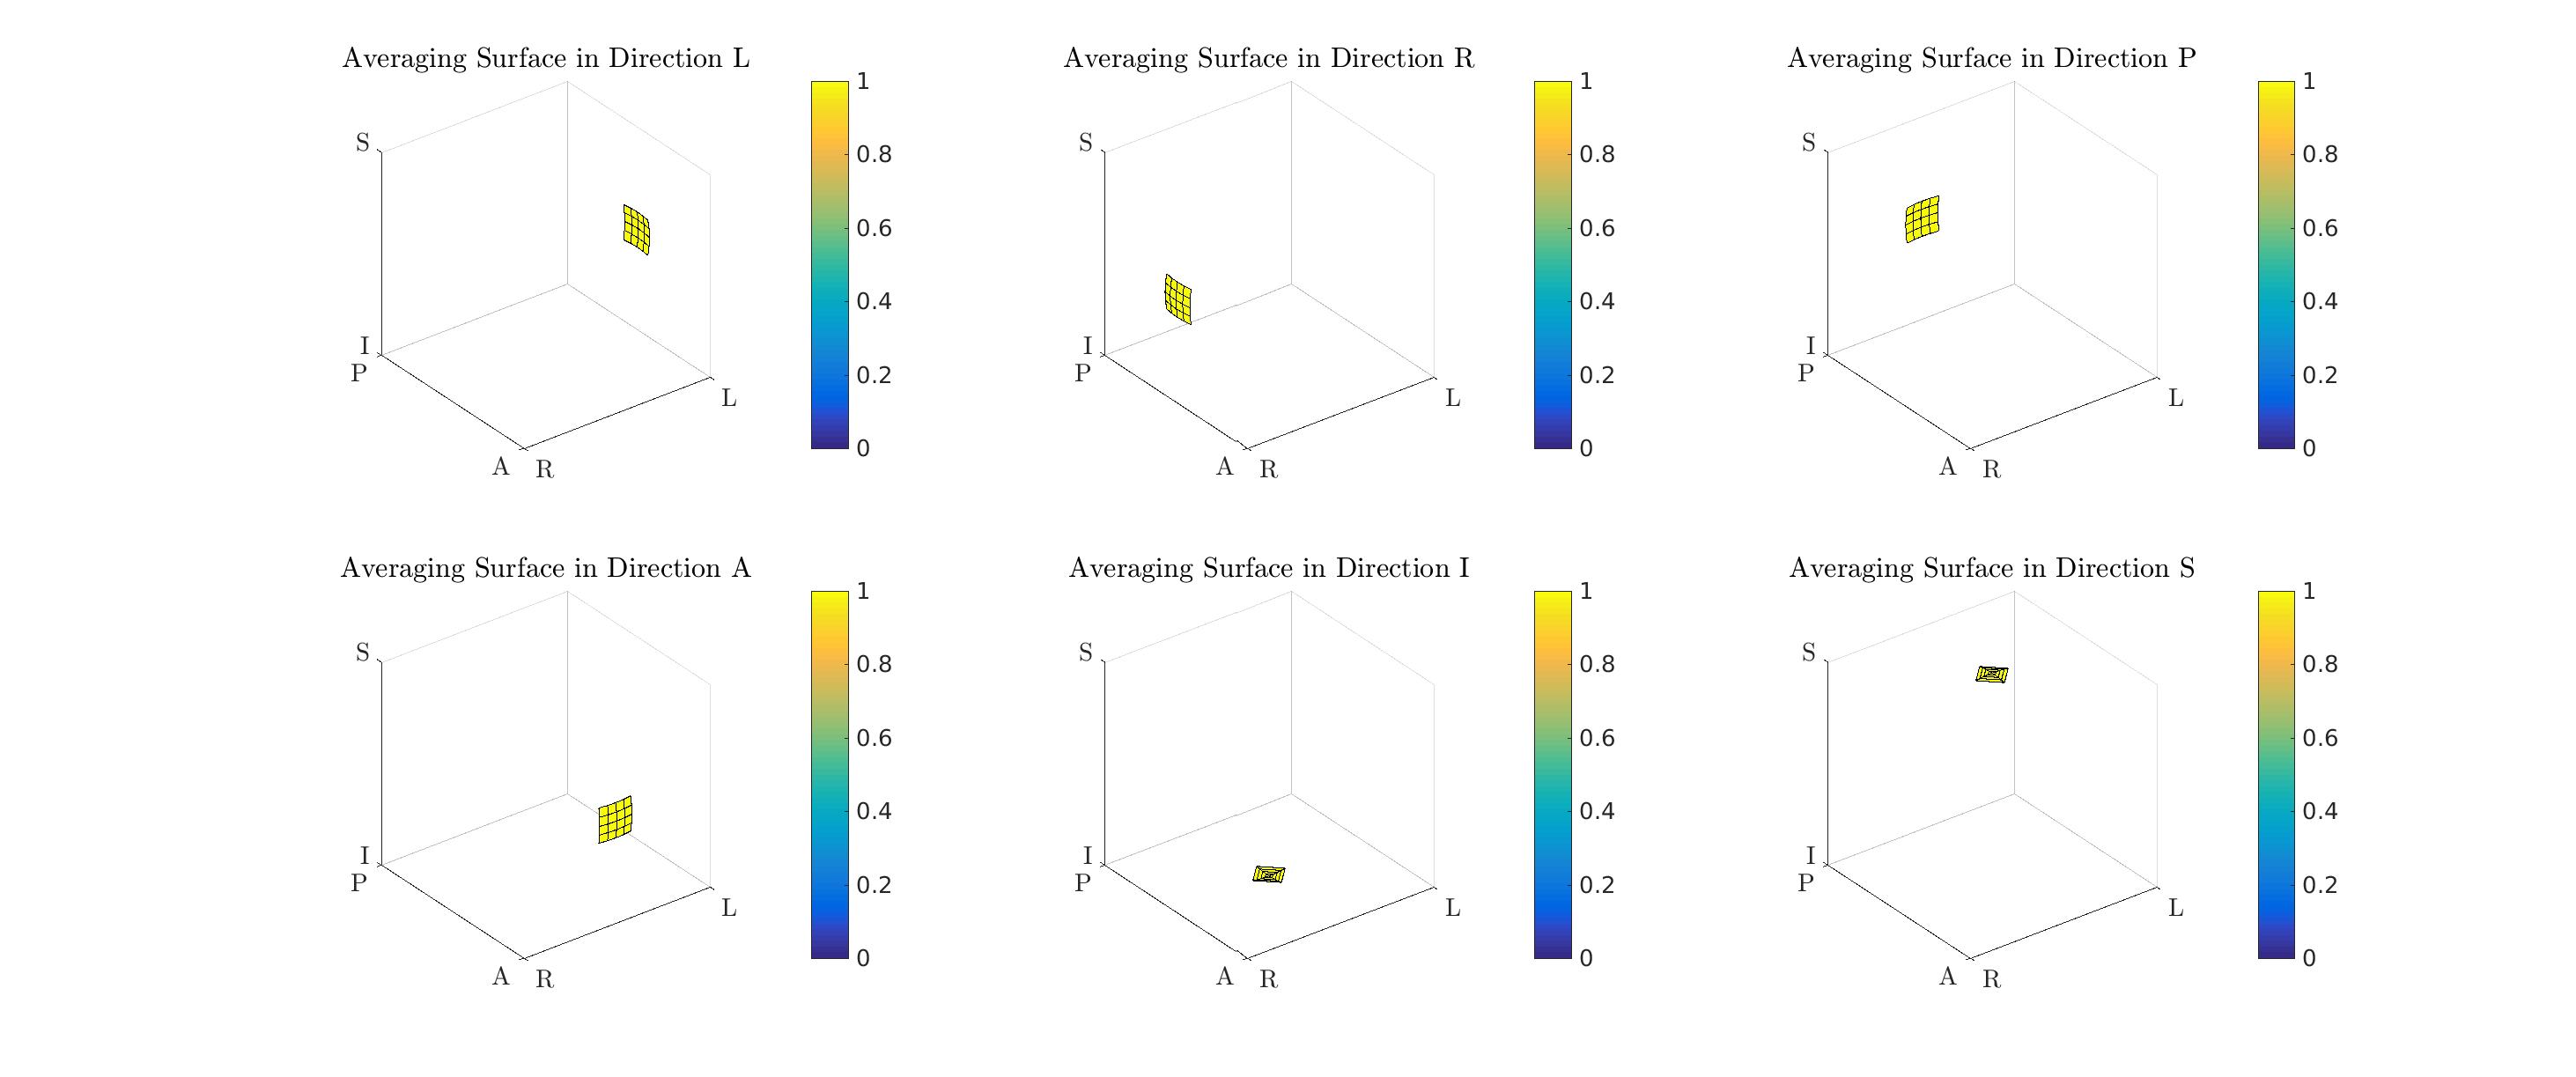 Averaging Surface in Direction L
S
I
P
A
R
L
1
0.8
0.6
0.4
0.2
0
Averaging Surface in Direction R
S
I
P
A
R
L
1
0.8
0.6
0.4
0.2
0
Averaging Surface in Direction P
S
I
P
A
R
L
1
0.8
0.6
0.4
0.2
0
Averaging Surface in Direction A
S
I
P
A
R
L
1
0.8
0.6
0.4
0.2
0
Averaging Surface in Direction I
S
I
P
A
R
L
1
0.8
0.6
0.4
0.2
0
Averaging Surface in Direction S
S
I
P
A
R
L
1
0.8
0.6
0.4
0.2
0